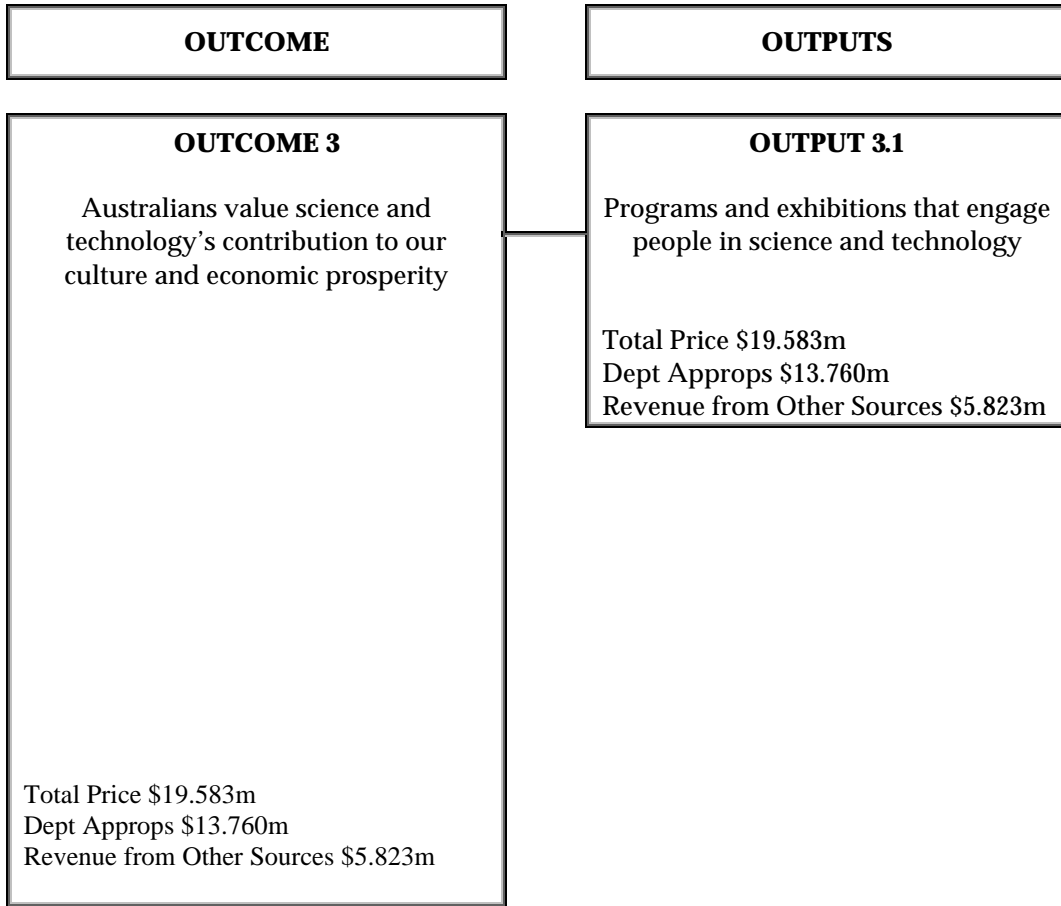 OUTCOME
OUTPUTS
OUTCOME 3
Australians value science and
technology’s contribution to our
culture and economic prosperity
Total Price $19.583m
Dept Approps $13.760m
Revenue from Other Sources $5.823m
OUTPUT 3.1
Programs and exhibitions that engage
people in science and technology
Total Price $19.583m
Dept Approps $13.760m
Revenue from Other Sources $5.823m